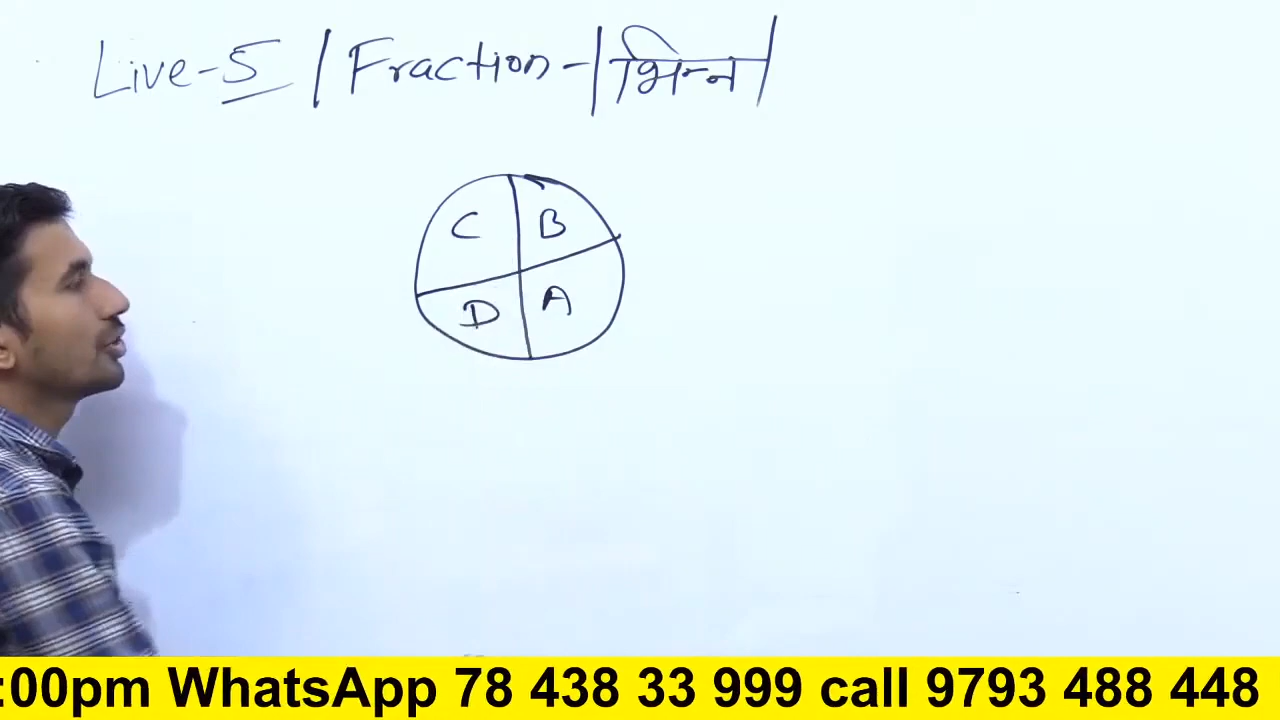 Live-5 / Fraction - | भिन्न |
C B
D A
:00pm WhatsApp 78 438 33 999 call 9793 488 448